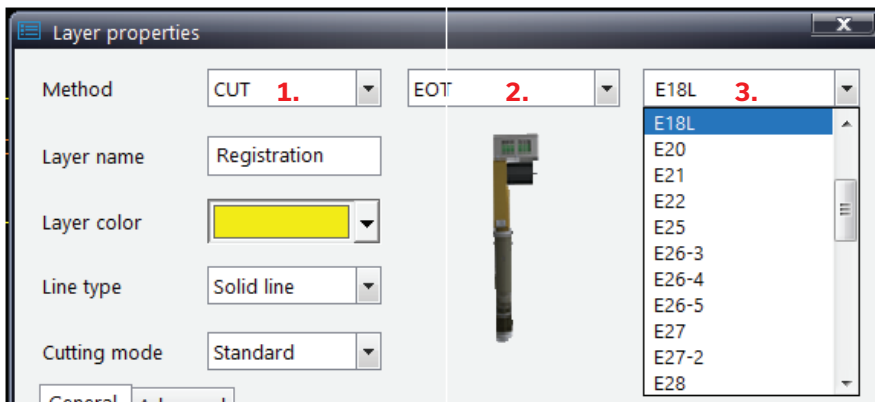 Layer properties x
Method CUT 1. EOT 2. E18L 3.
E18L
Layer name Registration
E20
E21
Layer color
E22
E25
E26-3
Line type Solid line
E26-4
E26-5
E27
Cutting mode Standard
E27-2
E28
General